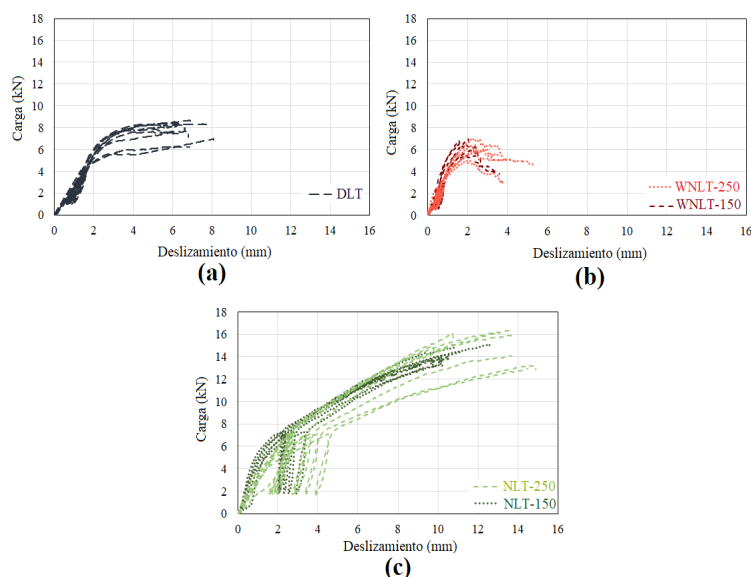 18
16
14
12
10
8
6
4
2
0
Carga (kN)
DLT
0 2 4 6 8 10 12 14 16
Deslizamiento (mm)
(a)
18
16
14
12
10
8
6
4
2
0
Carga (kN)
WNLT-250
WNLT-150
0 2 4 6 8 10 12 14 16
Deslizamiento (mm)
(b)
18
16
14
12
10
8
6
4
2
0
Carga (kN)
NLT-250
NLT-150
0 2 4 6 8 10 12 14 16
Deslizamiento (mm)
(c)